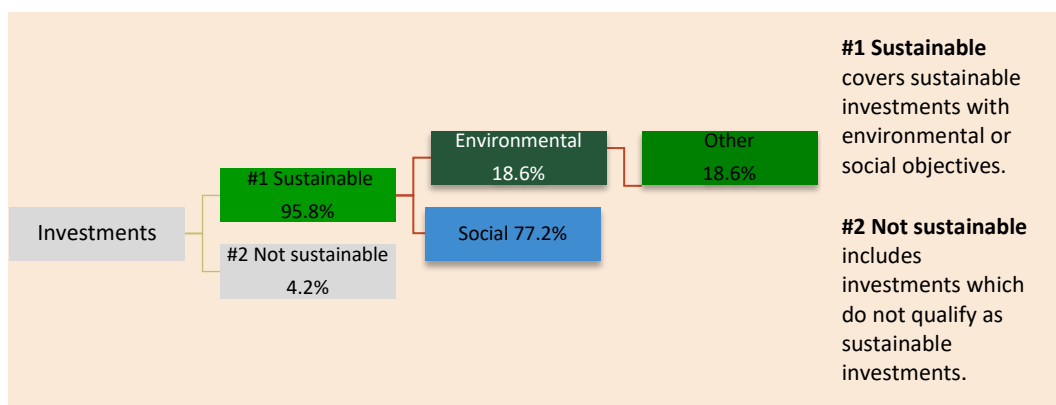 Investments
#1 Sustainable
95.8%
#2 Not sustainable
4.2%
Environmental
18.6%
Social 77.2%
Other
18.6%
#1 Sustainable
covers sustainable
investments with
environmental or
social objectives.
#2 Not sustainable
includes
investments which
do not qualify as
sustainable
investments.